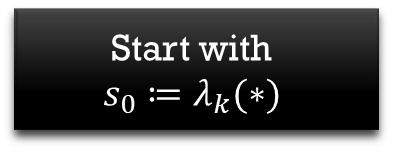 Start with
s₀ ≔ λₖ(∗)